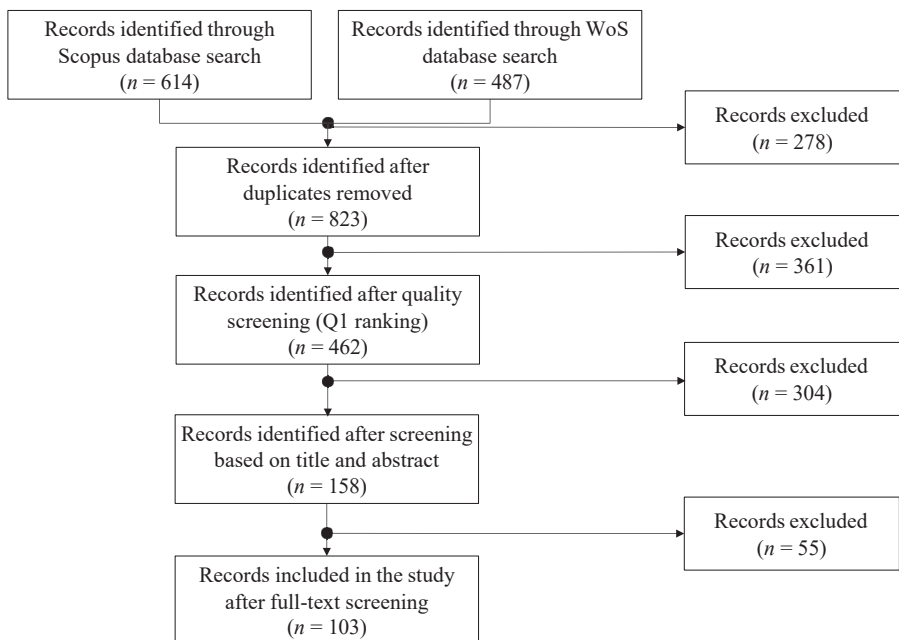 Records identified through
Scopus database search
(n = 614)
Records identified through WoS
database search
(n = 487)
Records excluded
(n = 278)
Records identified after
duplicates removed
(n = 823)
Records excluded
(n = 361)
Records identified after quality
screening (Q1 ranking)
(n = 462)
Records excluded
(n = 304)
Records identified after screening
based on title and abstract
(n = 158)
Records excluded
(n = 55)
Records included in the study
after full-text screening
(n = 103)